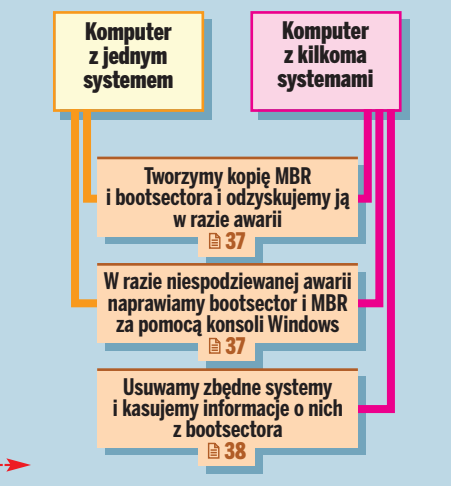 Komputer
z jednym
systemem
Komputer
z kilkoma
systemami
Tworzymy kopię MBR
i bootsectora i odzyskujemy ją
w razie awarii
37
W razie niespodziewanej awarii
naprawiamy bootsector i MBR
za pomocą konsoli Windows
37
Usuwamy zbędne systemy
i kasujemy informacje o nich
z bootsectora
38